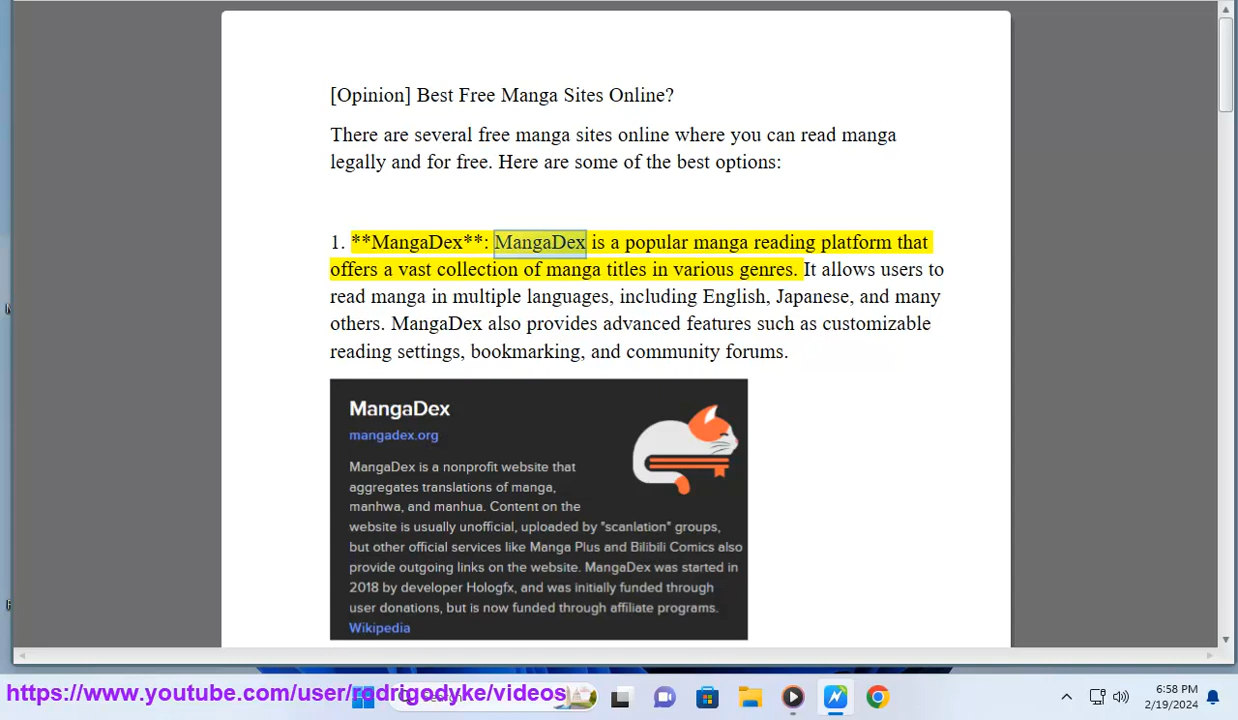 [Opinion] Best Free Manga Sites Online?
There are several free manga sites online where you can read manga
legally and for free. Here are some of the best options:
1. **MangaDex**: MangaDex is a popular manga reading platform that
offers a vast collection of manga titles in various genres. It allows users to
read manga in multiple languages, including English, Japanese, and many
others. MangaDex also provides advanced features such as customizable
reading settings, bookmarking, and community forums.
MangaDex
mangadex.org
MangaDex is a nonprofit website that
aggregates translations of manga,
manhwa, and manhua. Content on the
website is usually unofficial, uploaded by "scanlation" groups,
but other official services like Manga Plus and Bilibili Comics also
provide outgoing links on the website. MangaDex was started in
2018 by developer Hologfx, and was initially funded through
user donations, but is now funded through affiliate programs.
Wikipedia
https://www.youtube.com/user/rodrigodyke/videos
6:58 PM
2/19/2024